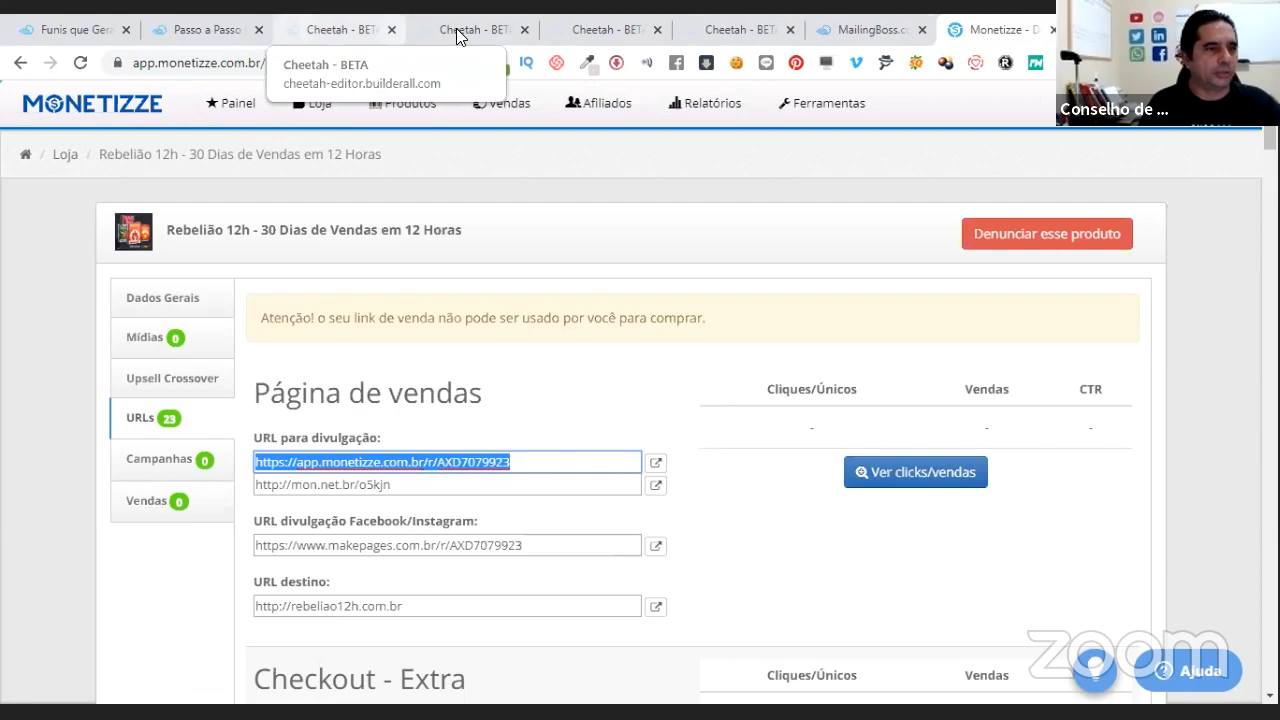 Funis que Ger
Passo a Passo
Cheetah - BET
Cheetah - BET
Cheetah - BET
Cheetah - BET
MailingBoss.c
Monetizze - D
app.monetizze.com.br/
Cheetah - BETA
cheetah-editor.builderall.com
Conselho de ...
MONETIZZE
Painel
Loja
Produtos
Vendas
Afiliados
Relatórios
Ferramentas
/ Loja / Rebelião 12h - 30 Dias de Vendas em 12 Horas
Rebelião 12h - 30 Dias de Vendas em 12 Horas
Denunciar esse produto
Dados Gerais
Mídias 0
Upsell Crossover
URLs 23
Campanhas 0
Vendas 0
Atenção! o seu link de venda não pode ser usado por você para comprar.
Página de vendas
Cliques/Únicos Vendas CTR
- - -
Ver clicks/vendas
URL para divulgação:
https://app.monetizze.com.br/r/AXD7079923
http://mon.net.br/o5kjn
URL divulgação Facebook/Instagram:
https://www.makepages.com.br/r/AXD7079923
URL destino:
http://rebeliao12h.com.br
Checkout - Extra
Cliques/Únicos Vendas
zoom
Ajuda